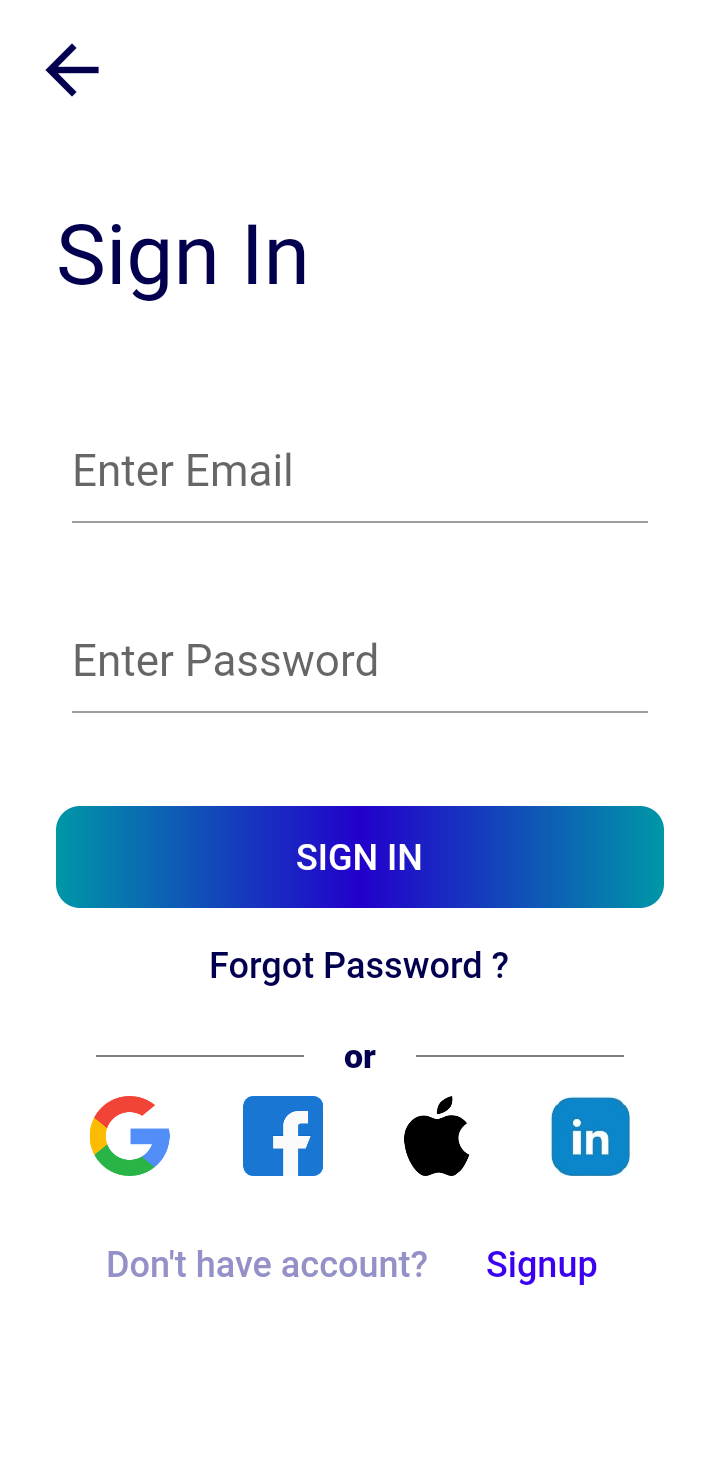 Sign In
Enter Email
Enter Password
SIGN IN
Forgot Password ?
or
in
Don't have account? Signup